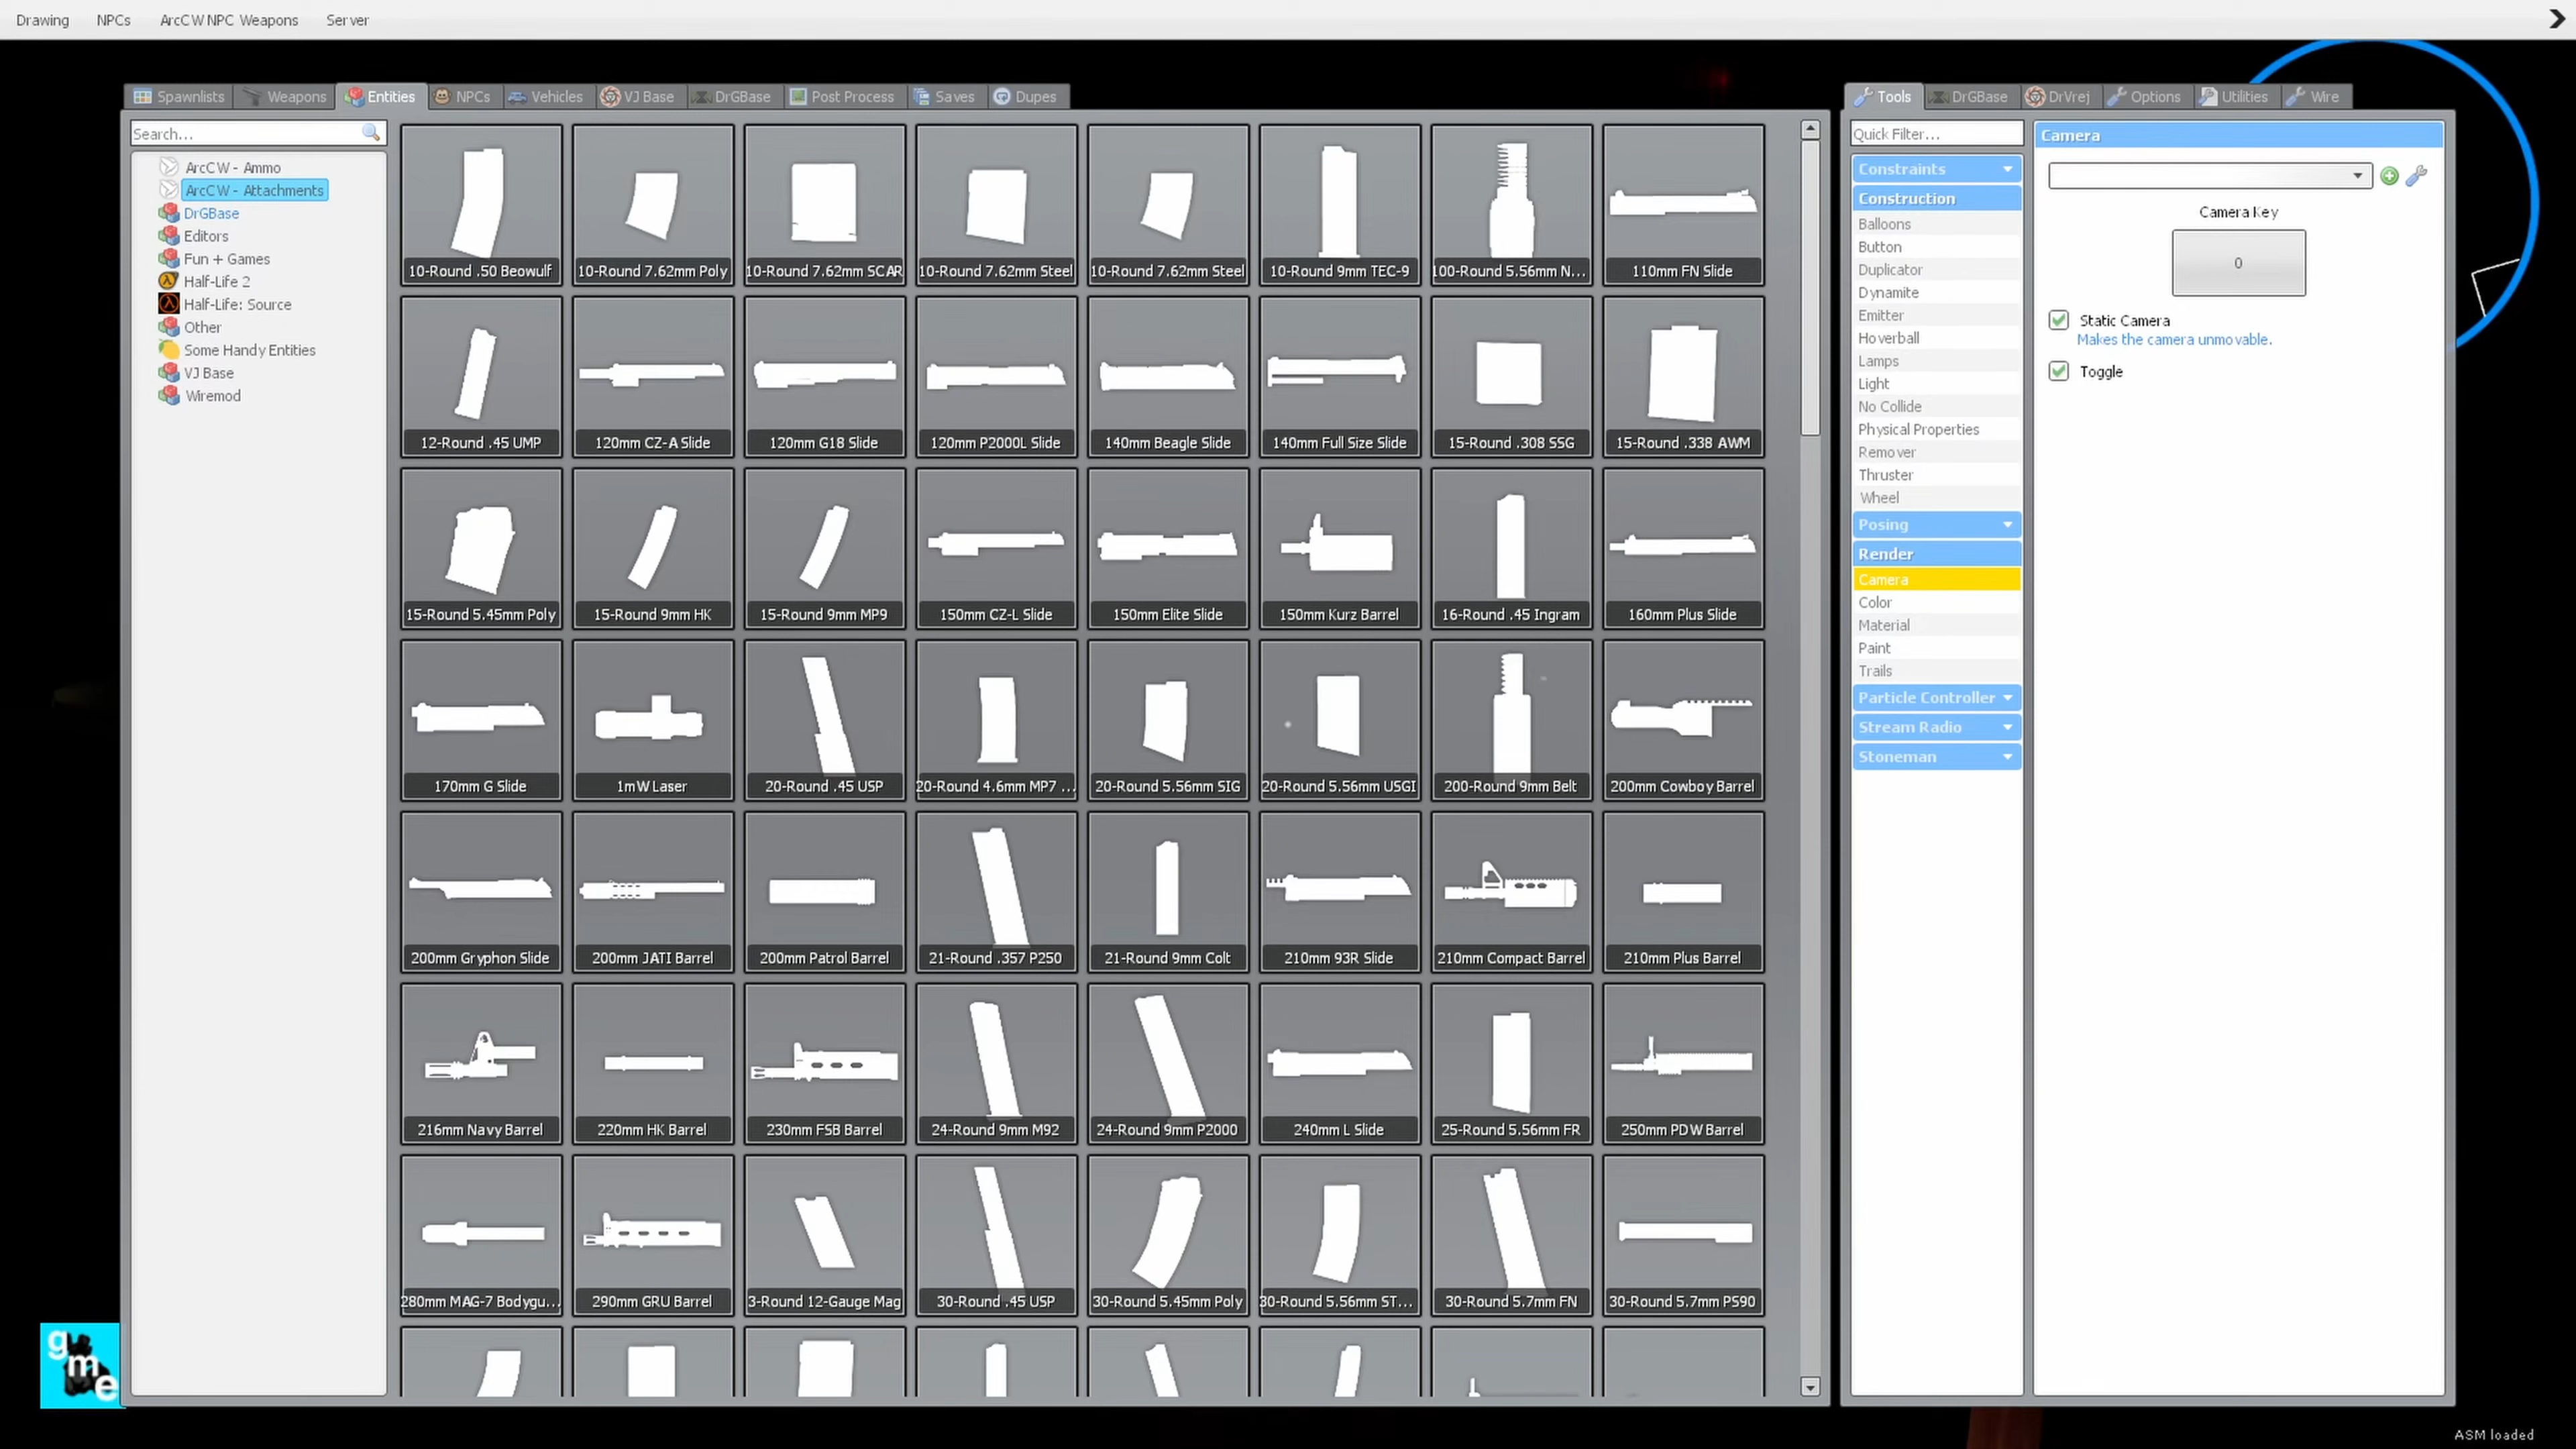 Drawing NPCs ArcCW NPC Weapons Server
Spawnlists Weapons Entities NPCs Vehicles VJ Base DrGBase Post Process Saves Dupes
Search...
ArcCW - Ammo
ArcCW - Attachments
DrGBase
Editors
Fun + Games
Half-Life 2
Half-Life: Source
Other
Some Handy Entities
VJ Base
Wiremod
10-Round .50 Beowulf 10-Round 7.62mm Poly 10-Round 7.62mm SCAR 10-Round 7.62mm Steel 10-Round 7.62mm Steel 10-Round 9mm TEC-9 100-Round 5.56mm N... 110mm FN Slide
12-Round .45 UMP 120mm CZ-A Slide 120mm G18 Slide 120mm P2000L Slide 140mm Beagle Slide 140mm Full Size Slide 15-Round .308 SSG 15-Round .338 AWM
15-Round 5.45mm Poly 15-Round 9mm HK 15-Round 9mm MP9 150mm CZ-L Slide 150mm Elite Slide 150mm Kurz Barrel 16-Round .45 Ingram 160mm Plus Slide
170mm G Slide 1mW Laser 20-Round .45 USP 20-Round 4.6mm MP7 ... 20-Round 5.56mm SIG 20-Round 5.56mm USGI 200-Round 9mm Belt 200mm Cowboy Barrel
200mm Gryphon Slide 200mm JATI Barrel 200mm Patrol Barrel 21-Round .357 P250 21-Round 9mm Colt 210mm 93R Slide 210mm Compact Barrel 210mm Plus Barrel
216mm Navy Barrel 220mm HK Barrel 230mm FSB Barrel 24-Round 9mm M92 24-Round 9mm P2000 240mm L Slide 25-Round 5.56mm FR 250mm PDW Barrel
280mm MAG-7 Bodygu... 290mm GRU Barrel 3-Round 12-Gauge Mag 30-Round .45 USP 30-Round 5.45mm Poly 30-Round 5.56mm ST... 30-Round 5.7mm FN 30-Round 5.7mm PS90
Tools DrGBase DrVrej Options Utilities Wire
Quick Filter...
Constraints
Construction
Balloons
Button
Duplicator
Dynamite
Emitter
Hoverball
Lamps
Light
No Collide
Physical Properties
Remover
Thruster
Wheel
Posing
Render
Camera
Color
Material
Paint
Trails
Particle Controller
Stream Radio
Stoneman
Camera
Camera Key
0
Static Camera
Makes the camera unmovable.
Toggle
gme
ASM loaded